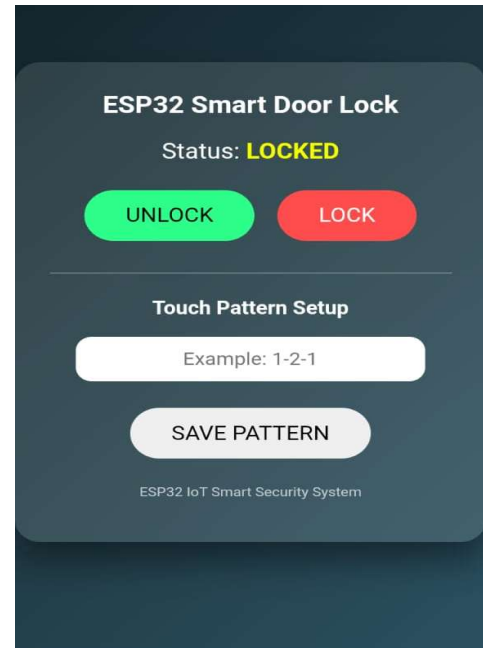 ESP32 Smart Door Lock
Status: LOCKED
UNLOCK LOCK
Touch Pattern Setup
Example: 1-2-1
SAVE PATTERN
ESP32 IoT Smart Security System